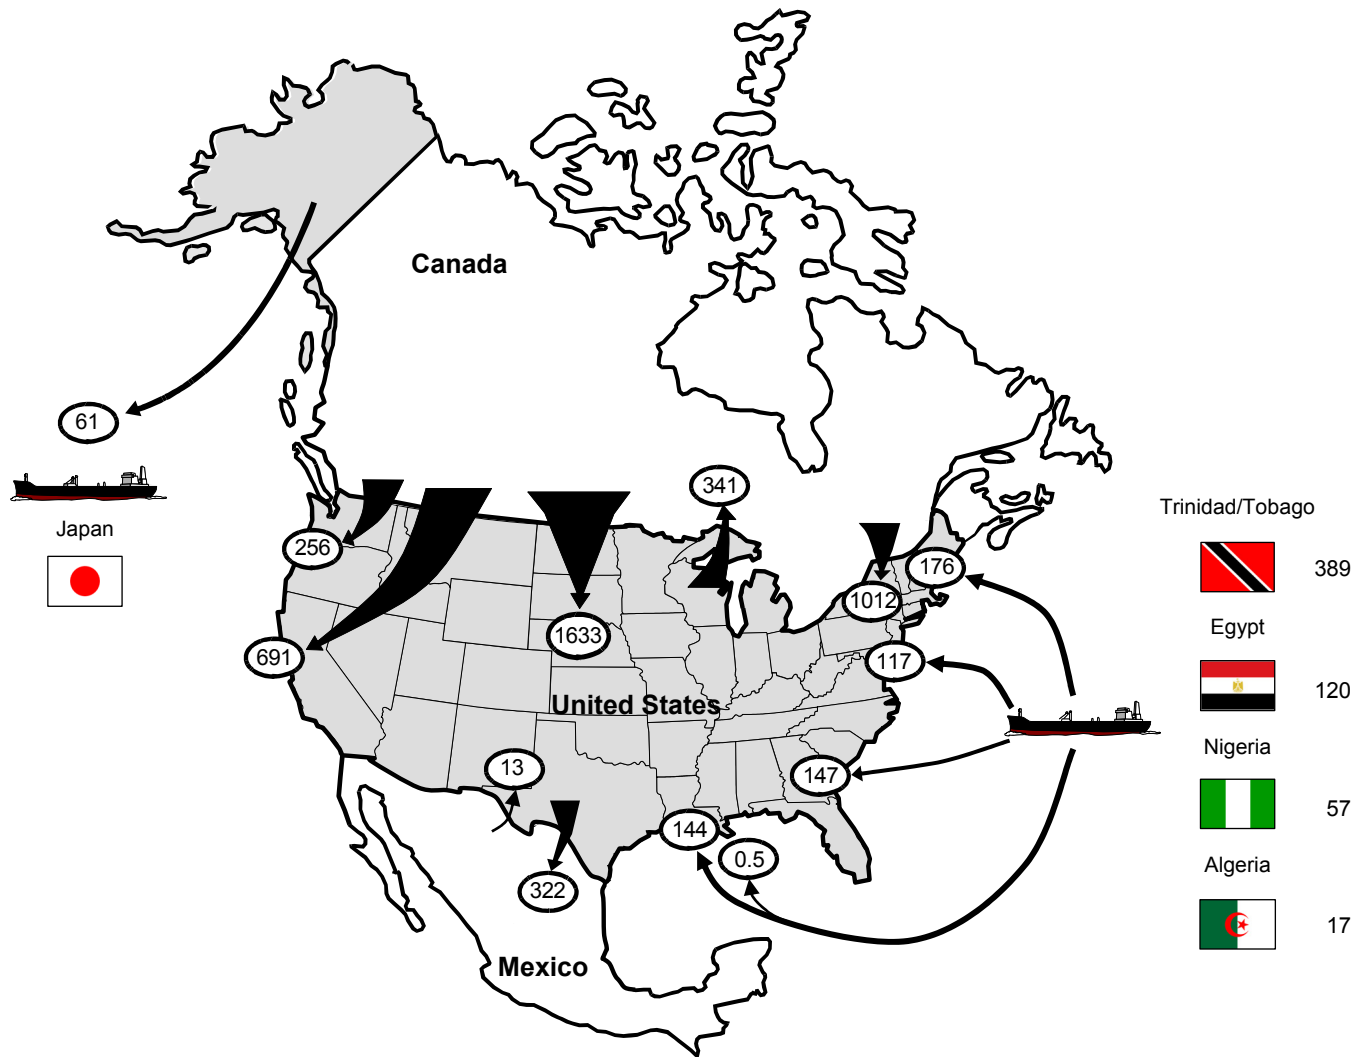 Canada
61
Japan
341
Trinidad/Tobago
256
389
176
1012
Egypt
1633
691
117
120
United States
Nigeria
13
147
57
144
0.5
Algeria
322
17
Mexico